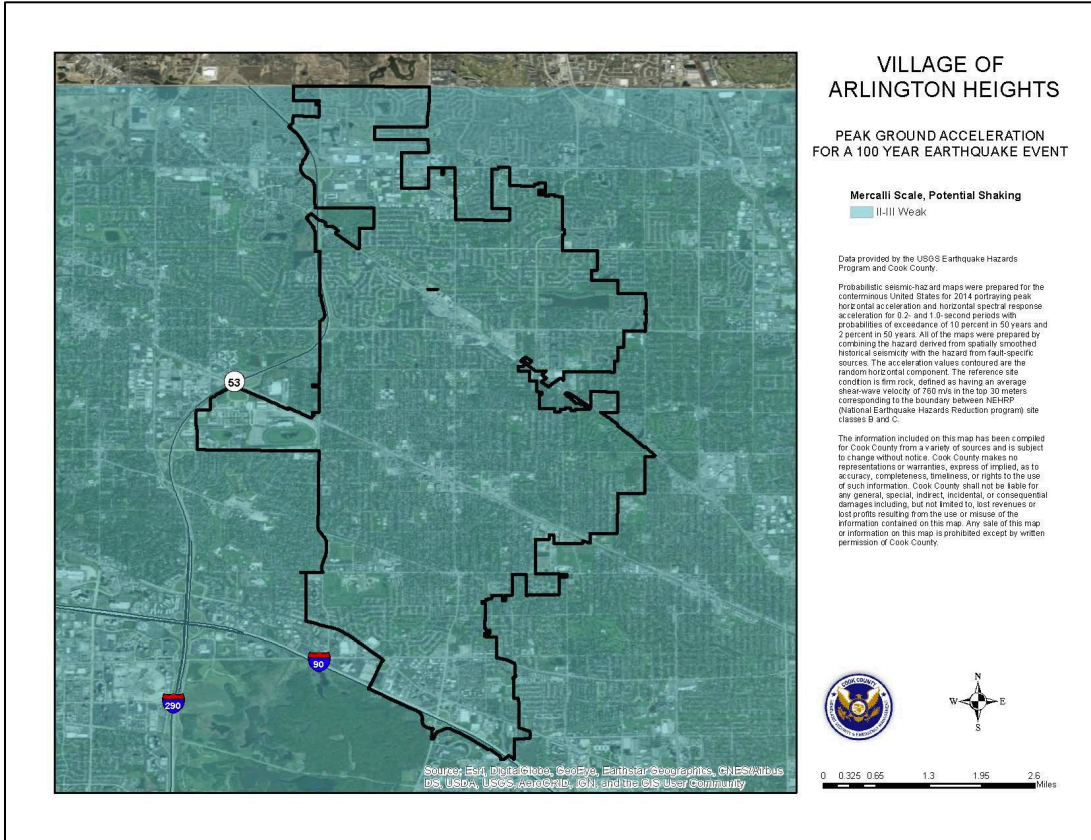 VILLAGE OF
ARLINGTON HEIGHTS
PEAK GROUND ACCELERATION
FOR A 100 YEAR EARTHQUAKE EVENT
Mercalli Scale, Potential Shaking
II-III Weak
Data provided by the USGS Earthquake Hazards
Program and Cook County.
Probabilistic seismic-hazard maps were prepared for the
conterminous United States for 2014 portraying peak
horizontal acceleration and horizontal spectral response
acceleration for 0.2- and 1.0-second periods with
probabilities of exceedance of 10 percent in 50 years and
2 percent in 50 years. All of the maps were prepared by
combining the hazard derived from spatially smoothed
historical seismicity with the hazard from fault-specific
sources. The acceleration values contoured are the
random horizontal component. The reference site
condition is firm rock, defined as having an average
shear-wave velocity of 760 m/s in the top 30 meters
corresponding to the boundary between NEHRP
(National Earthquake Hazards Reduction program) site
classes B and C.
The information included on this map has been compiled
for Cook County from a variety of sources and is subject
to change without notice. Cook County makes no
representations or warranties, express of implied, as to
accuracy, completeness, timeliness, or rights to the use
of such information. Cook County shall not be liable for
any general, special, indirect, incidental, or consequential
damages including, but not limited to, lost revenues or
lost profits resulting from the use or misuse of the
information contained on this map. Any sale of this map
or information on this map is prohibited except by written
permission of Cook County.
53
90
290
Source: Esri, DigitalGlobe, GeoEye, Earthstar Geographics, CNES/Airbus
DS, USDA, USGS, AeroGRID, IGN, and the GIS User Community
COOK COUNTY
N
W E
S
0 0.325 0.65 1.3 1.95 2.6
Miles